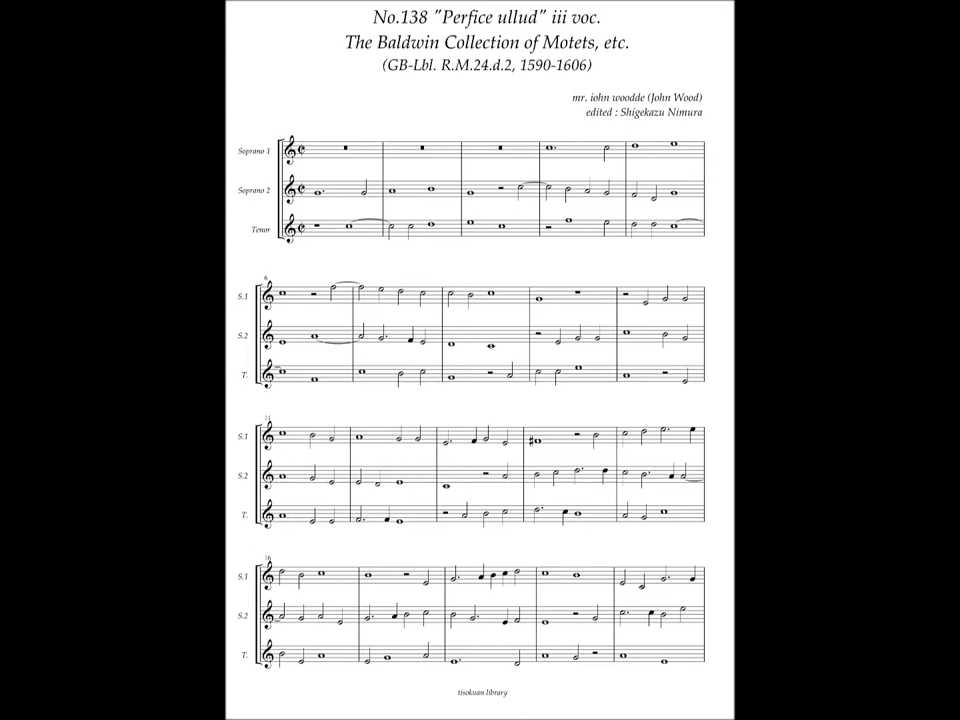 No.138 "Perfice ullud" iii voc.
The Baldwin Collection of Motets, etc.
(GB-Lbl. R.M.24.d.2, 1590-1606)
mr. iohn woodde (John Wood)
edited : Shigekazu Nimura
Soprano 1
Soprano 2
Tenor
6
S.1
S.2
T.
11
S.1
S.2
T.
16
S.1
S.2
T.
tisokuan library